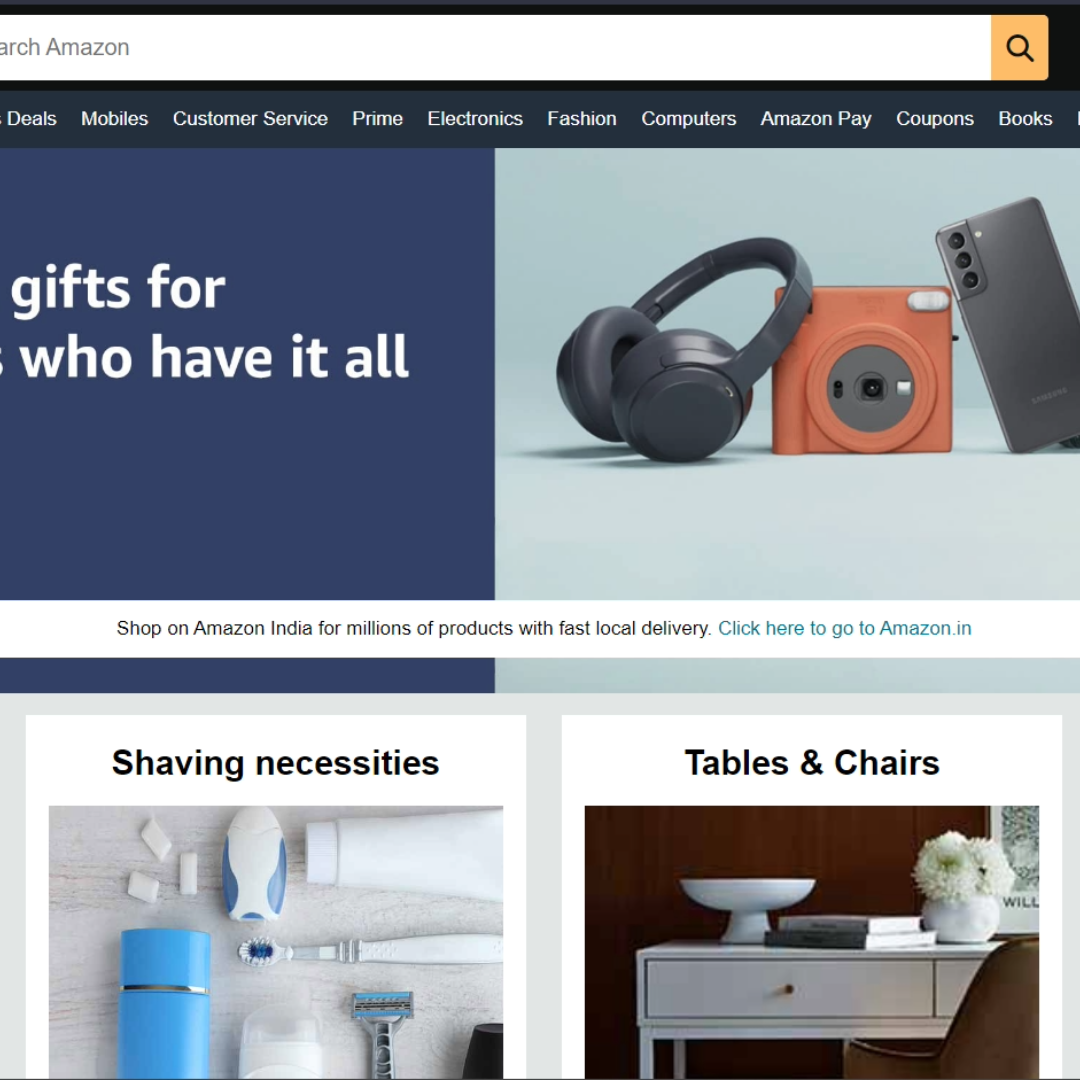 arch Amazon
Deals Mobiles Customer Service Prime Electronics Fashion Computers Amazon Pay Coupons Books
gifts for
s who have it all
SAMSUNG
Shop on Amazon India for millions of products with fast local delivery. Click here to go to Amazon.in
Shaving necessities
Tables & Chairs
WILL